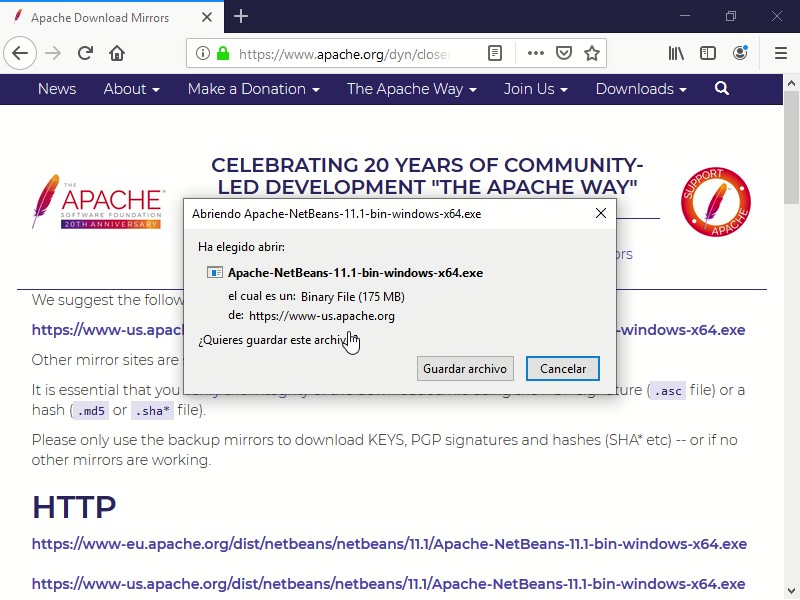 Apache Download Mirrors
https://www.apache.org/dyn/closer
News About Make a Donation The Apache Way Join Us Downloads
THE
APACHE®
SOFTWARE FOUNDATION
20TH ANNIVERSARY
CELEBRATING 20 YEARS OF COMMUNITY-
LED DEVELOPMENT "THE APACHE WAY"
SUPPORT
APACHE
Abriendo Apache-NetBeans-11.1-bin-windows-x64.exe
Ha elegido abrir:
Apache-NetBeans-11.1-bin-windows-x64.exe
el cual es un: Binary File (175 MB)
de: https://www-us.apache.org
¿Quieres guardar este
Guardar archivo Cancelar
We suggest the
https://www-us. -windows-x64.exe
Other mirror sites are
It is essential that you (.asc file) or a
hash (.md5 or .sha* file).
Please only use the backup mirrors to download KEYS, PGP signatures and hashes (SHA* etc) -- or if no
other mirrors are working.
HTTP
https://www-eu.apache.org/dist/netbeans/netbeans/11.1/Apache-NetBeans-11.1-bin-windows-x64.exe
https://www-us.apache.org/dist/netbeans/netbeans/11.1/Apache-NetBeans-11.1-bin-windows-x64.exe